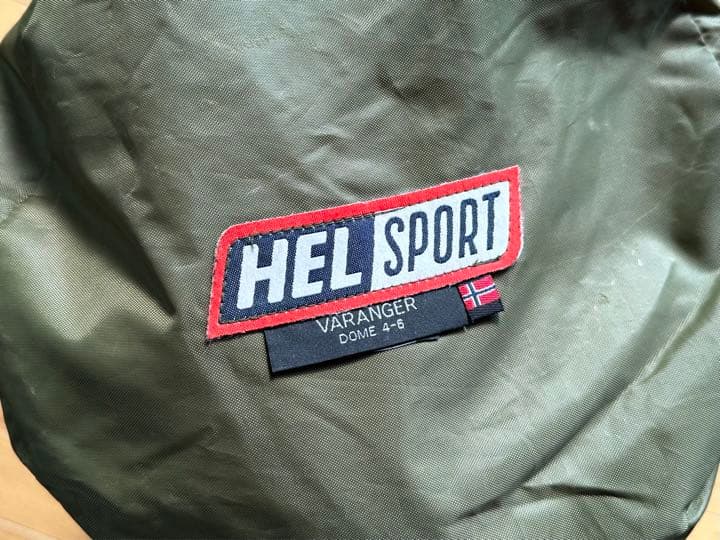 HEL SPORT
VARANGER
DOME 4-6